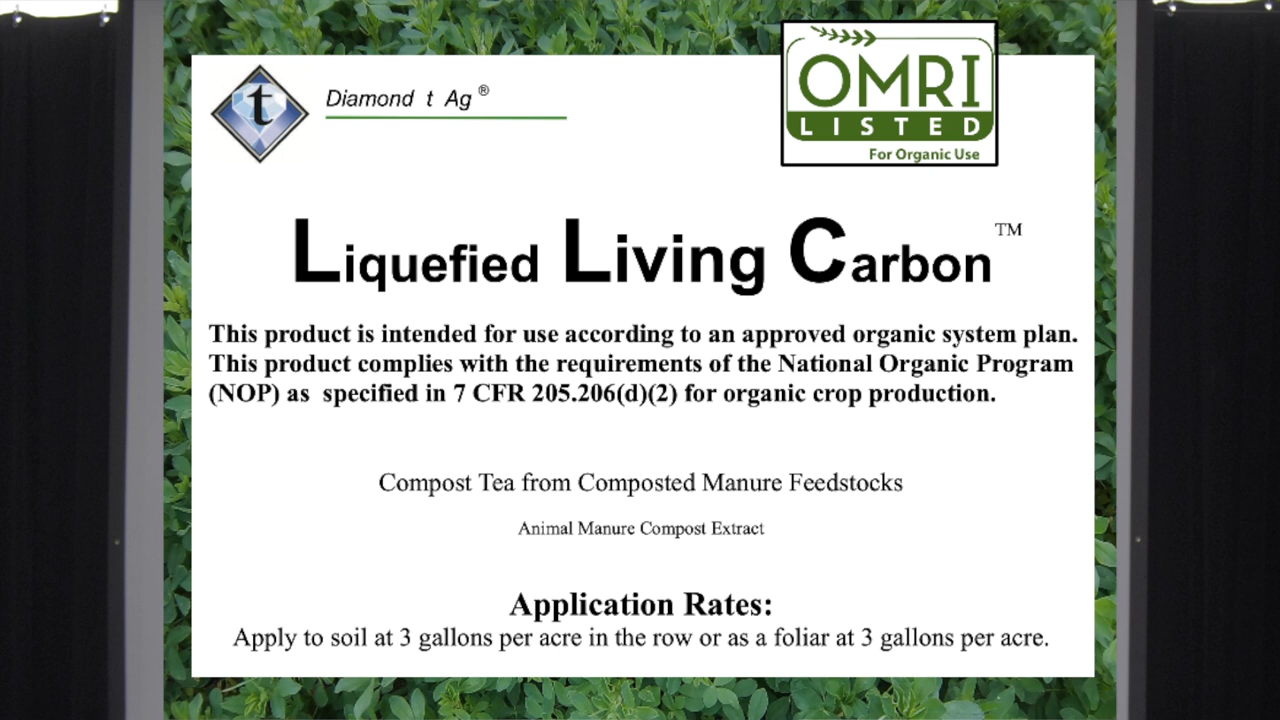 t
Diamond t Ag ®
OMRI
LISTED
For Organic Use
Liquefied Living Carbon ™
This product is intended for use according to an approved organic system plan.
This product complies with the requirements of the National Organic Program
(NOP) as specified in 7 CFR 205.206(d)(2) for organic crop production.
Compost Tea from Composted Manure Feedstocks
Animal Manure Compost Extract
Application Rates:
Apply to soil at 3 gallons per acre in the row or as a foliar at 3 gallons per acre.